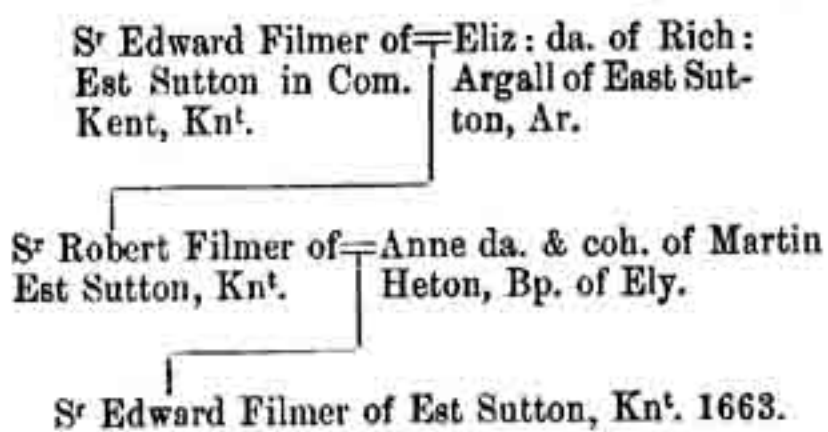 Sʳ Edward Filmer of
Est Sutton in Com.
Kent, Knᵗ.
Eliz: da. of Rich:
Argall of East Sut-
ton, Ar.
Sʳ Robert Filmer of
Est Sutton, Knᵗ.
Anne da. & coh. of Martin
Heton, Bp. of Ely.
Sʳ Edward Filmer of Est Sutton, Knᵗ. 1663.